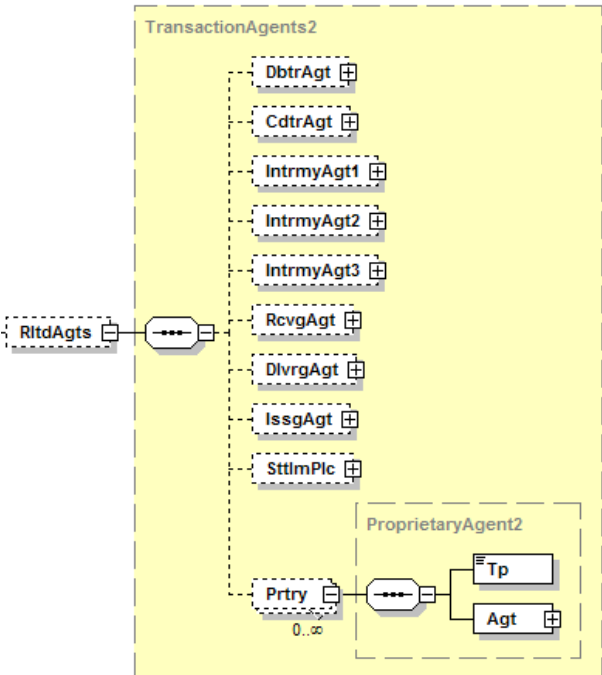 TransactionAgents2
DbtrAgt
CdtrAgt
IntrmyAgt1
IntrmyAgt2
IntrmyAgt3
RltdAgts
RcvgAgt
DlvrgAgt
IssgAgt
SttlmPlc
ProprietaryAgent2
Tp
Prtry
Agt
0..∞